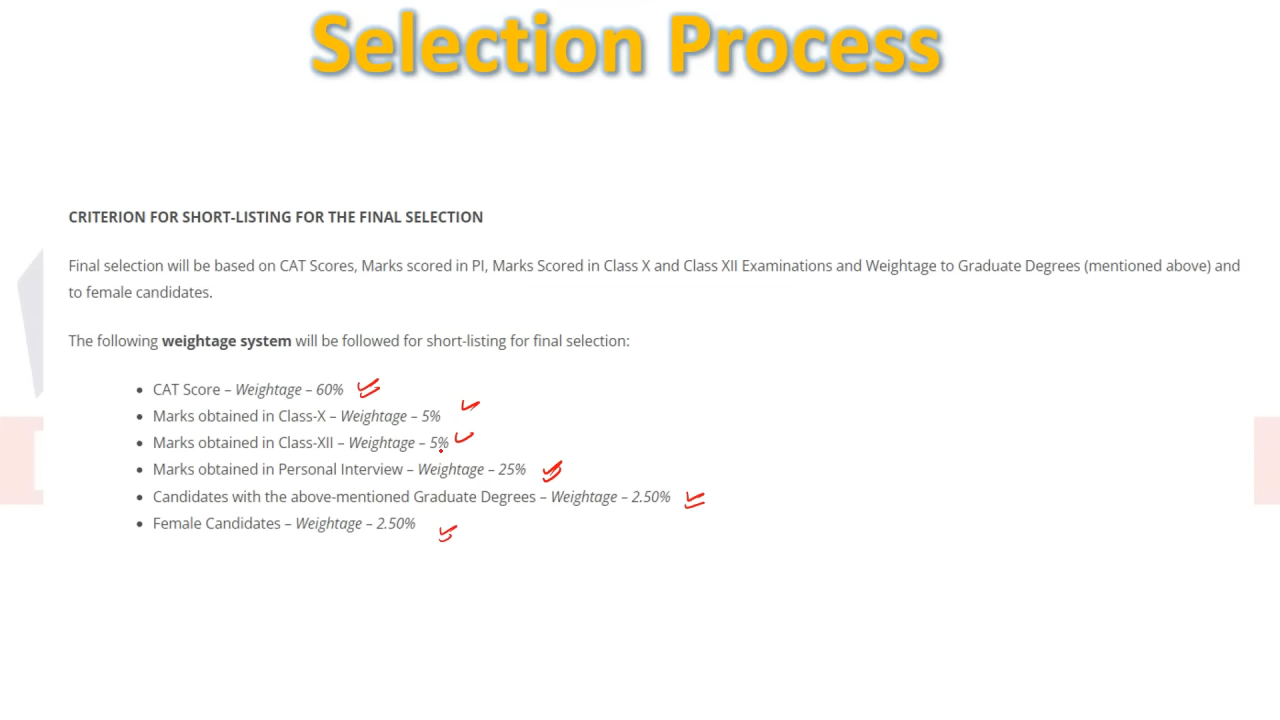 Selection Process
CRITERION FOR SHORT-LISTING FOR THE FINAL SELECTION
Final selection will be based on CAT Scores, Marks scored in PI, Marks Scored in Class X and Class XII Examinations and Weightage to Graduate Degrees (mentioned above) and
to female candidates.
The following weightage system will be followed for short-listing for final selection:
• CAT Score – Weightage – 60%
• Marks obtained in Class-X – Weightage – 5%
• Marks obtained in Class-XII – Weightage – 5%
• Marks obtained in Personal Interview – Weightage – 25%
• Candidates with the above-mentioned Graduate Degrees – Weightage – 2.50%
• Female Candidates – Weightage – 2.50%